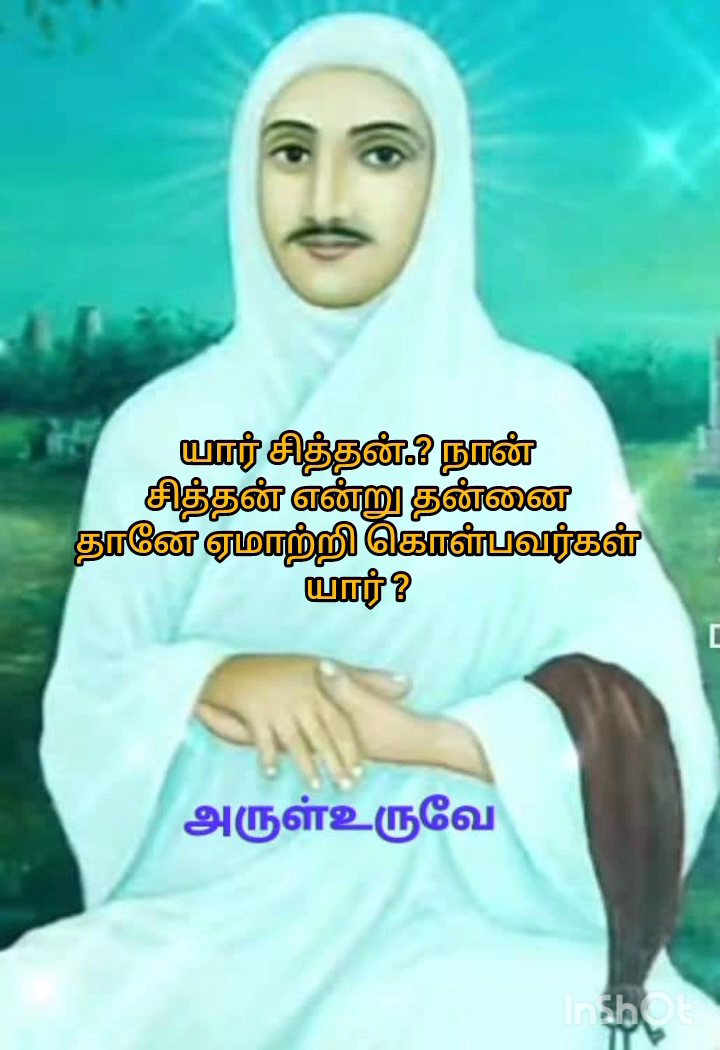 யார் சித்தன்.? நான்
சித்தன் என்று தன்னை
தானே ஏமாற்றி கொள்பவர்கள்
யார் ?
அருள்உருவே
InShOt